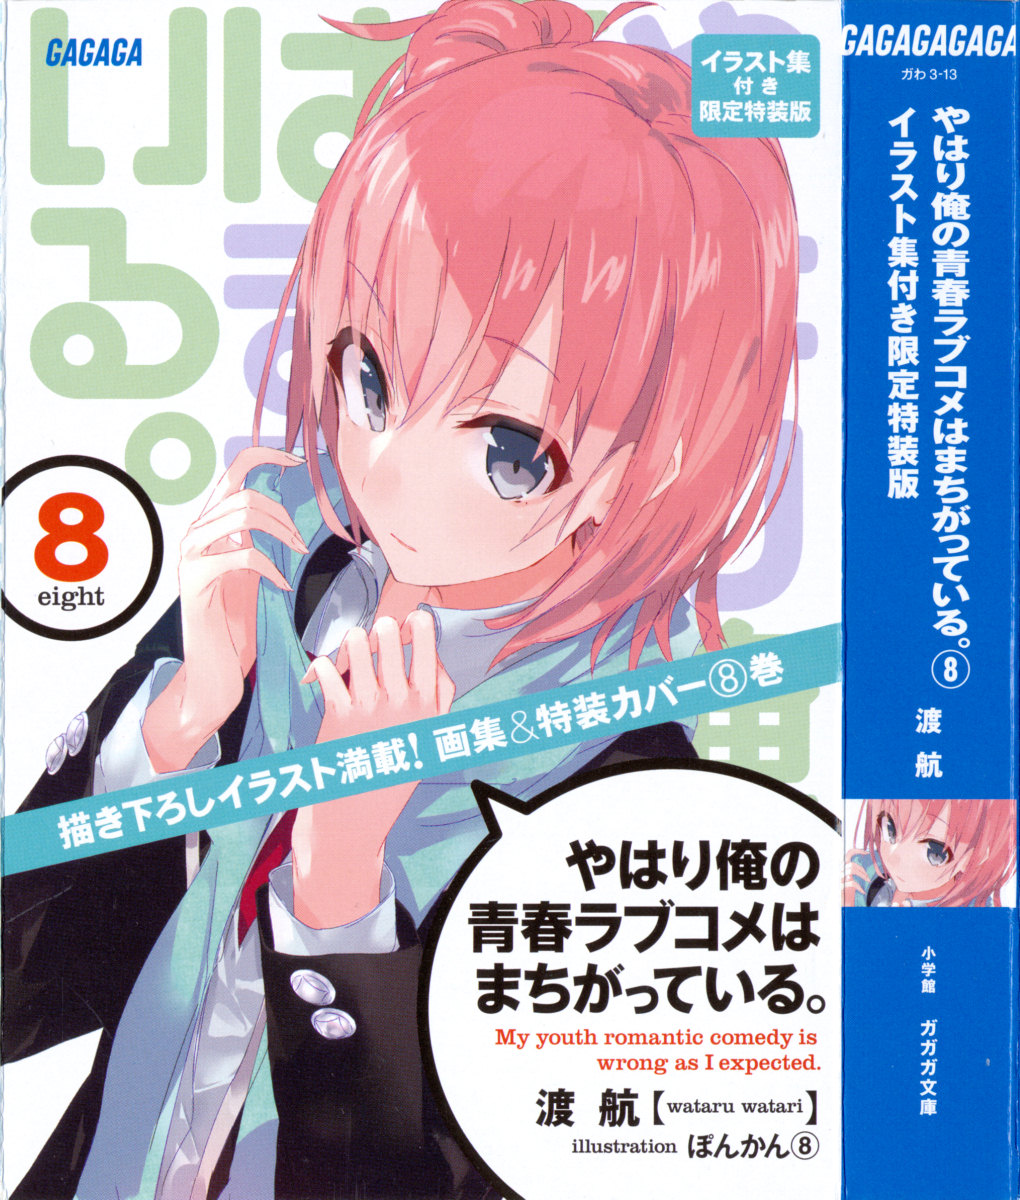 GAGAGA
イラスト集
付き
限定特装版
8
eight
描き下ろしイラスト満載! 画集&特装カバー⑧巻
やはり俺の
青春ラブコメは
まちがっている。
My youth romantic comedy is
wrong as I expected.
渡 航【wataru watari】
illustration ぽんかん⑧
GAGAGAGAGA
ガわ 3-13
やはり俺の青春ラブコメはまちがっている。⑧
イラスト集付き限定特装版
渡 航
小学館 ガガガ文庫